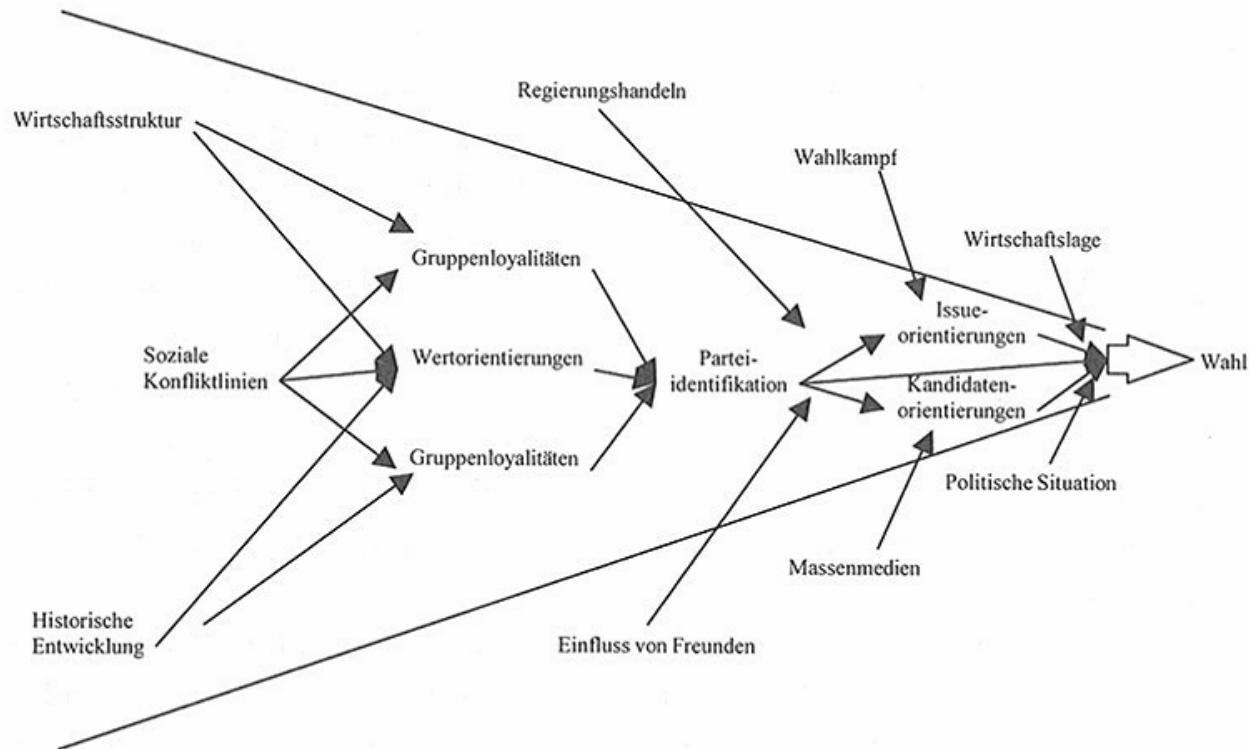 Regierungshandeln
Wirtschaftsstruktur
Wahlkampf
Wirtschaftslage
Gruppenloyalitäten
Issue-
orientierungen
Soziale
Konfliktlinien
Wertorientierungen
Partei-
identifikation
Wahl
Kandidaten-
orientierungen
Gruppenloyalitäten
Politische Situation
Massenmedien
Historische
Entwicklung
Einfluss von Freunden